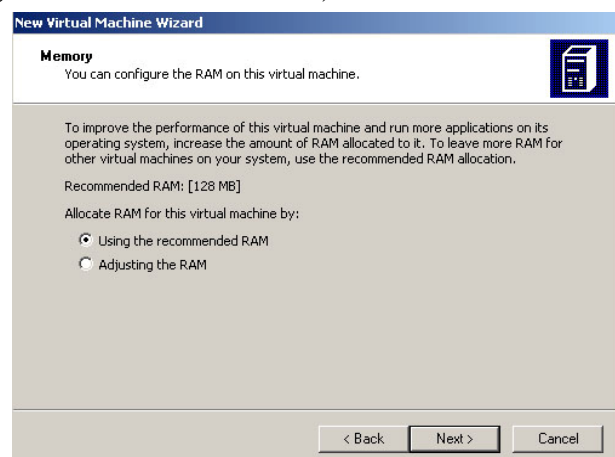 New Virtual Machine Wizard
Memory
You can configure the RAM on this virtual machine.
To improve the performance of this virtual machine and run more applications on its
operating system, increase the amount of RAM allocated to it. To leave more RAM for
other virtual machines on your system, use the recommended RAM allocation.
Recommended RAM: [128 MB]
Allocate RAM for this virtual machine by:
Using the recommended RAM
Adjusting the RAM
< Back Next > Cancel